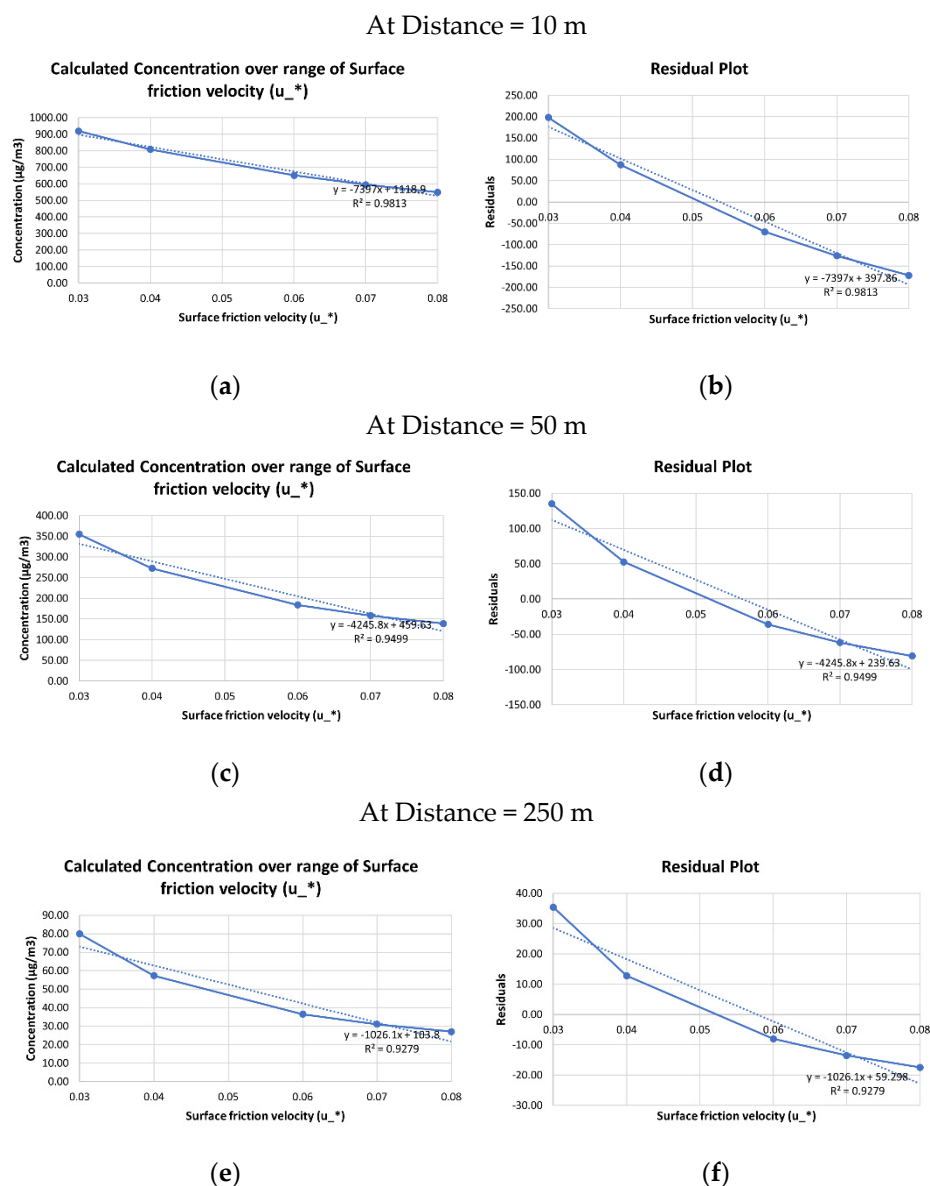 At Distance = 10 m
Calculated Concentration over range of Surface
friction velocity (u_*)
Concentration (µg/m3)
1000.00
900.00
800.00
700.00
600.00
500.00
400.00
300.00
200.00
100.00
0.00
y = -7397x + 1118.9
R² = 0.9813
0.03 0.04 0.05 0.06 0.07 0.08
Surface friction velocity (u_*)
(a)
Residual Plot
Residuals
250.00
200.00
150.00
100.00
50.00
0.00
-50.00
-100.00
-150.00
-200.00
-250.00
0.03 0.04 0.05 0.06 0.07 0.08
y = -7397x + 397.86
R² = 0.9813
Surface friction velocity (u_*)
(b)
At Distance = 50 m
Calculated Concentration over range of Surface
friction velocity (u_*)
Concentration (µg/m3)
400.00
350.00
300.00
250.00
200.00
150.00
100.00
50.00
0.00
y = -4245.8x + 459.63
R² = 0.9499
0.03 0.04 0.05 0.06 0.07 0.08
Surface friction velocity (u_*)
(c)
Residual Plot
Residuals
150.00
100.00
50.00
0.00
-50.00
-100.00
-150.00
0.03 0.04 0.05 0.06 0.07 0.08
y = -4245.8x + 239.63
R² = 0.9499
Surface friction velocity (u_*)
(d)
At Distance = 250 m
Calculated Concentration over range of Surface
friction velocity (u_*)
Concentration (µg/m3)
90.00
80.00
70.00
60.00
50.00
40.00
30.00
20.00
10.00
0.00
y = -1026.1x + 103.8
R² = 0.9279
0.03 0.04 0.05 0.06 0.07 0.08
Surface friction velocity (u_*)
(e)
Residual Plot
Residuals
40.00
30.00
20.00
10.00
0.00
-10.00
-20.00
-30.00
0.03 0.04 0.05 0.06 0.07 0.08
y = -1026.1x + 59.298
R² = 0.9279
Surface friction velocity (u_*)
(f)